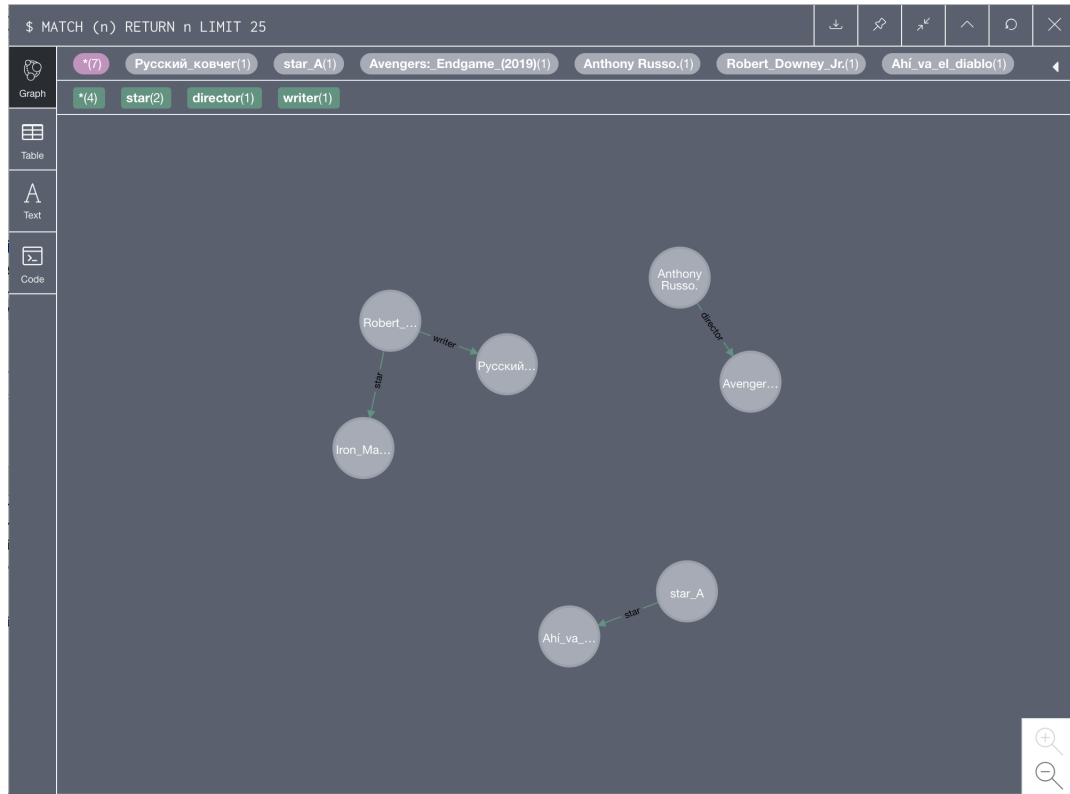 $ MATCH (n) RETURN n LIMIT 25
Graph
Table
Text
Code
*(7) Русский_ковчег(1) star_A(1) Avengers:_Endgame_(2019)(1) Anthony Russo.(1) Robert_Downey_Jr.(1) Ahí_va_el_diablo(1)
*(4) star(2) director(1) writer(1)
Anthony
Russo.
director
Avenger...
Robert_...
writer
Русский...
star
Iron_Ma...
star_A
star
Ahí_va_...